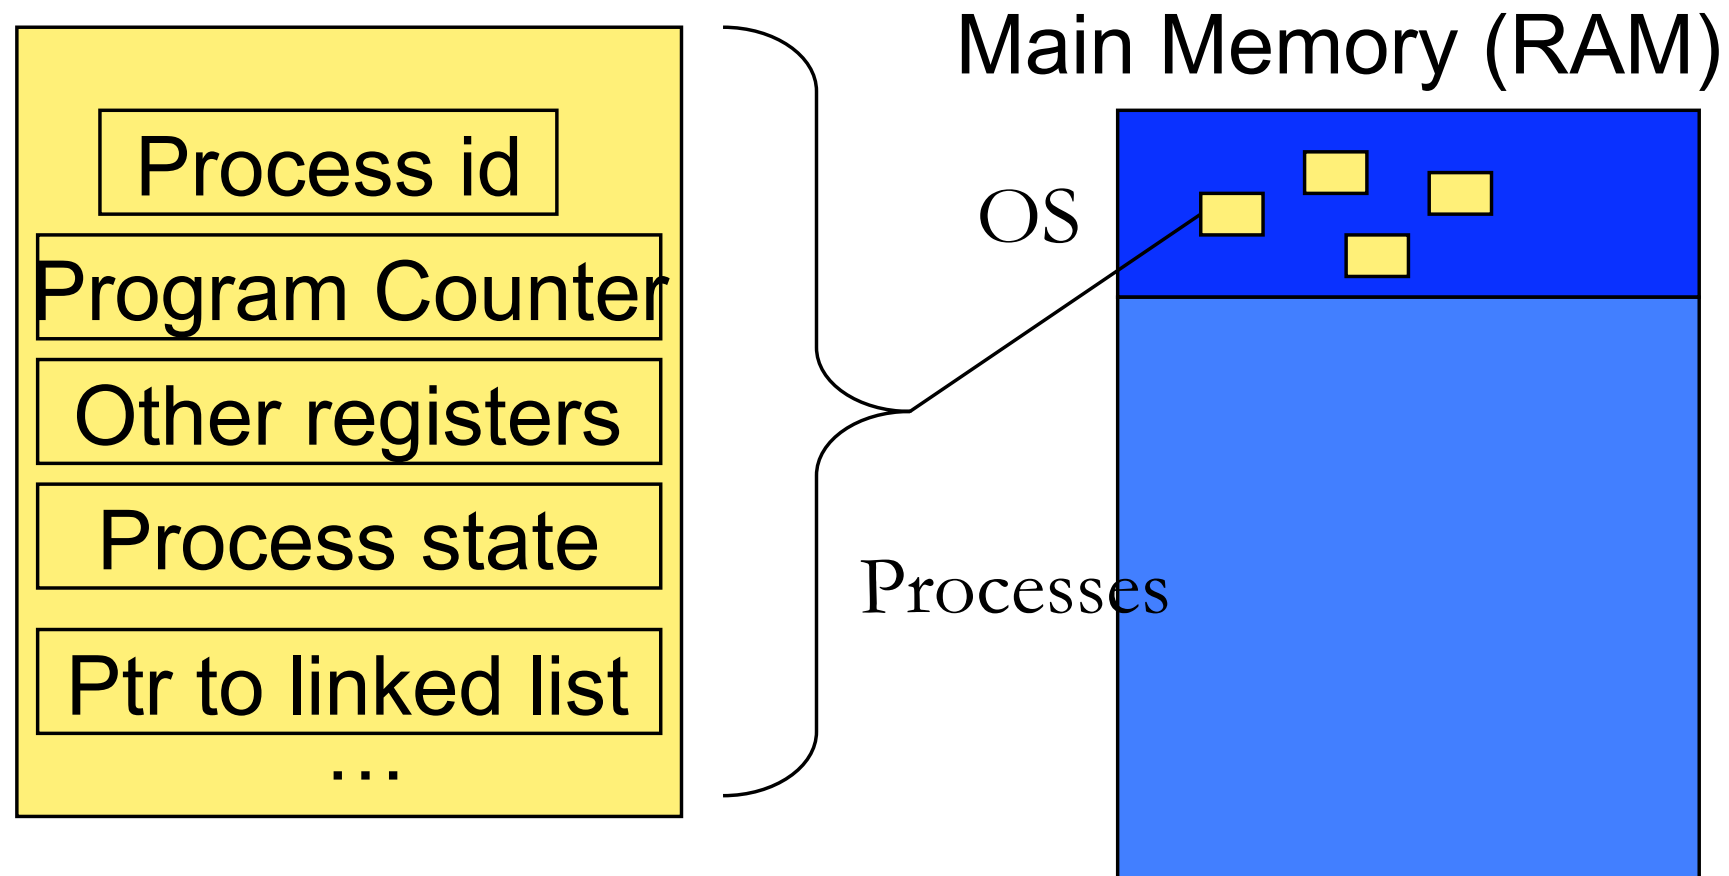 Main Memory (RAM)
Process id
Program Counter
Other registers
Process state
Ptr to linked list
…
OS
Processes